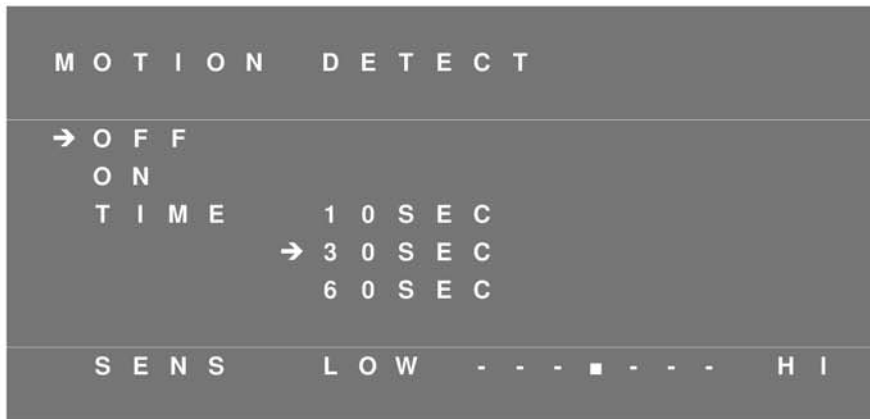 MOTION DETECT
➔ OFF
ON
TIME 10SEC
➔ 30SEC
60SEC
SENS LOW - - - ■ - - - HI